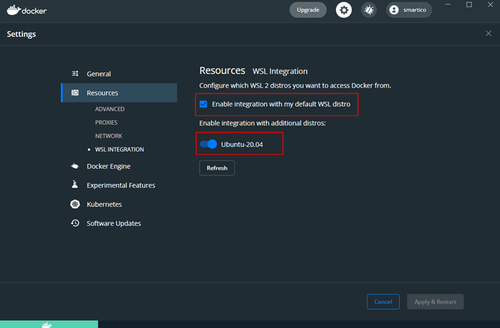 docker
Upgrade
smartico
Settings
General
Resources
ADVANCED
PROXIES
NETWORK
WSL INTEGRATION
Docker Engine
Experimental Features
Kubernetes
Software Updates
Resources WSL Integration
Configure which WSL 2 distros you want to access Docker from.
Enable integration with my default WSL distro
Enable integration with additional distros:
Ubuntu-20.04
Refresh
Cancel
Apply & Restart